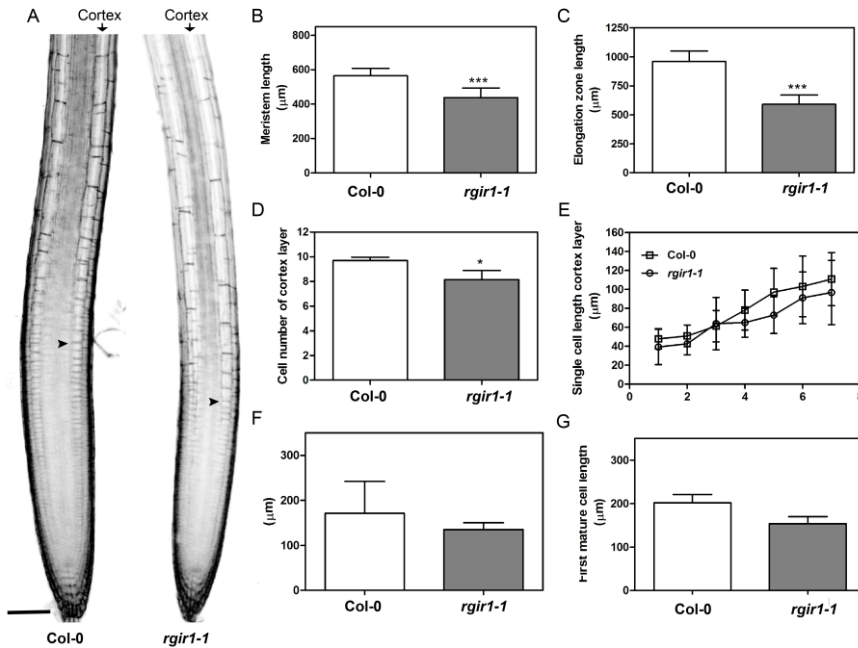 A
Cortex
Cortex
Col-0
rgir1-1
B
Meristem length
(μm)
800
600
400
200
0
***
Col-0
rgir1-1
C
Elongation zone length
(μm)
1250
1000
750
500
250
0
***
Col-0
rgir1-1
D
Cell number of cortex layer
12
10
8
6
4
2
0
*
Col-0
rgir1-1
E
Single cell length cortex layer
(μm)
160
140
120
100
80
60
40
20
0
Col-0
rgir1-1
0
2
4
6
8
F
(μm)
300
200
100
0
Col-0
rgir1-1
G
First mature cell length
(μm)
300
200
100
0
Col-0
rgir1-1